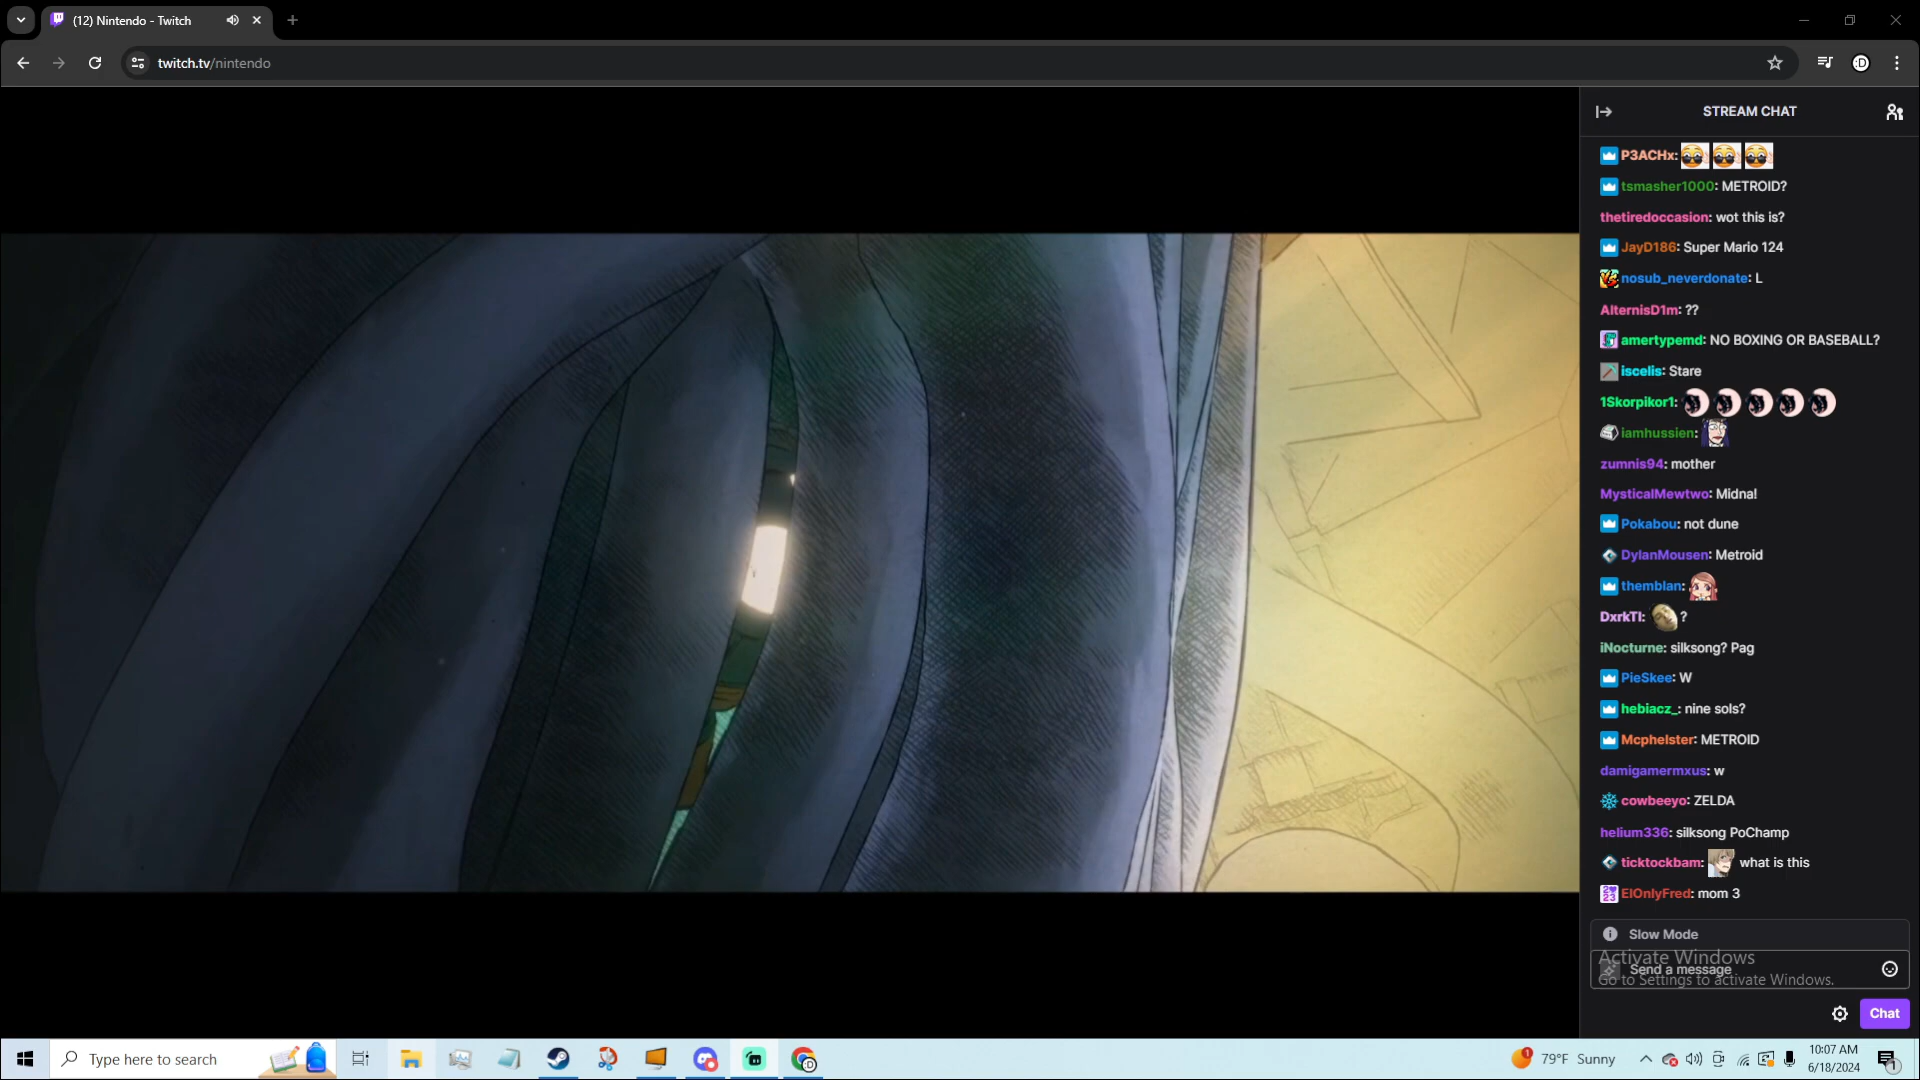 (12) Nintendo - Twitch
twitch.tv/nintendo
STREAM CHAT
P3ACHx:
tsmasher1000: METROID?
thetiredoccasion: wot this is?
JayD186: Super Mario 124
nosub_neverdonate: L
AlternisD1m: ??
amertypemd: NO BOXING OR BASEBALL?
iscelis: Stare
1Skorpikor1:
iamhussien:
zumnis94: mother
MysticalMewtwo: Midna!
Pokabou: not dune
DylanMousen: Metroid
themblan:
DxrkTI: ?
iNocturne: silksong? Pag
PieSkee: W
hebiacz_: nine sols?
Mcphelster: METROID
damigamermxus: w
cowbeeyo: ZELDA
helium336: silksong PoChamp
ticktockbam: what is this
ElOnlyFred: mom 3
Slow Mode
Activate Windows
Send a message
Go to Settings to activate Windows.
Chat
Type here to search
79°F Sunny
10:07 AM
6/18/2024